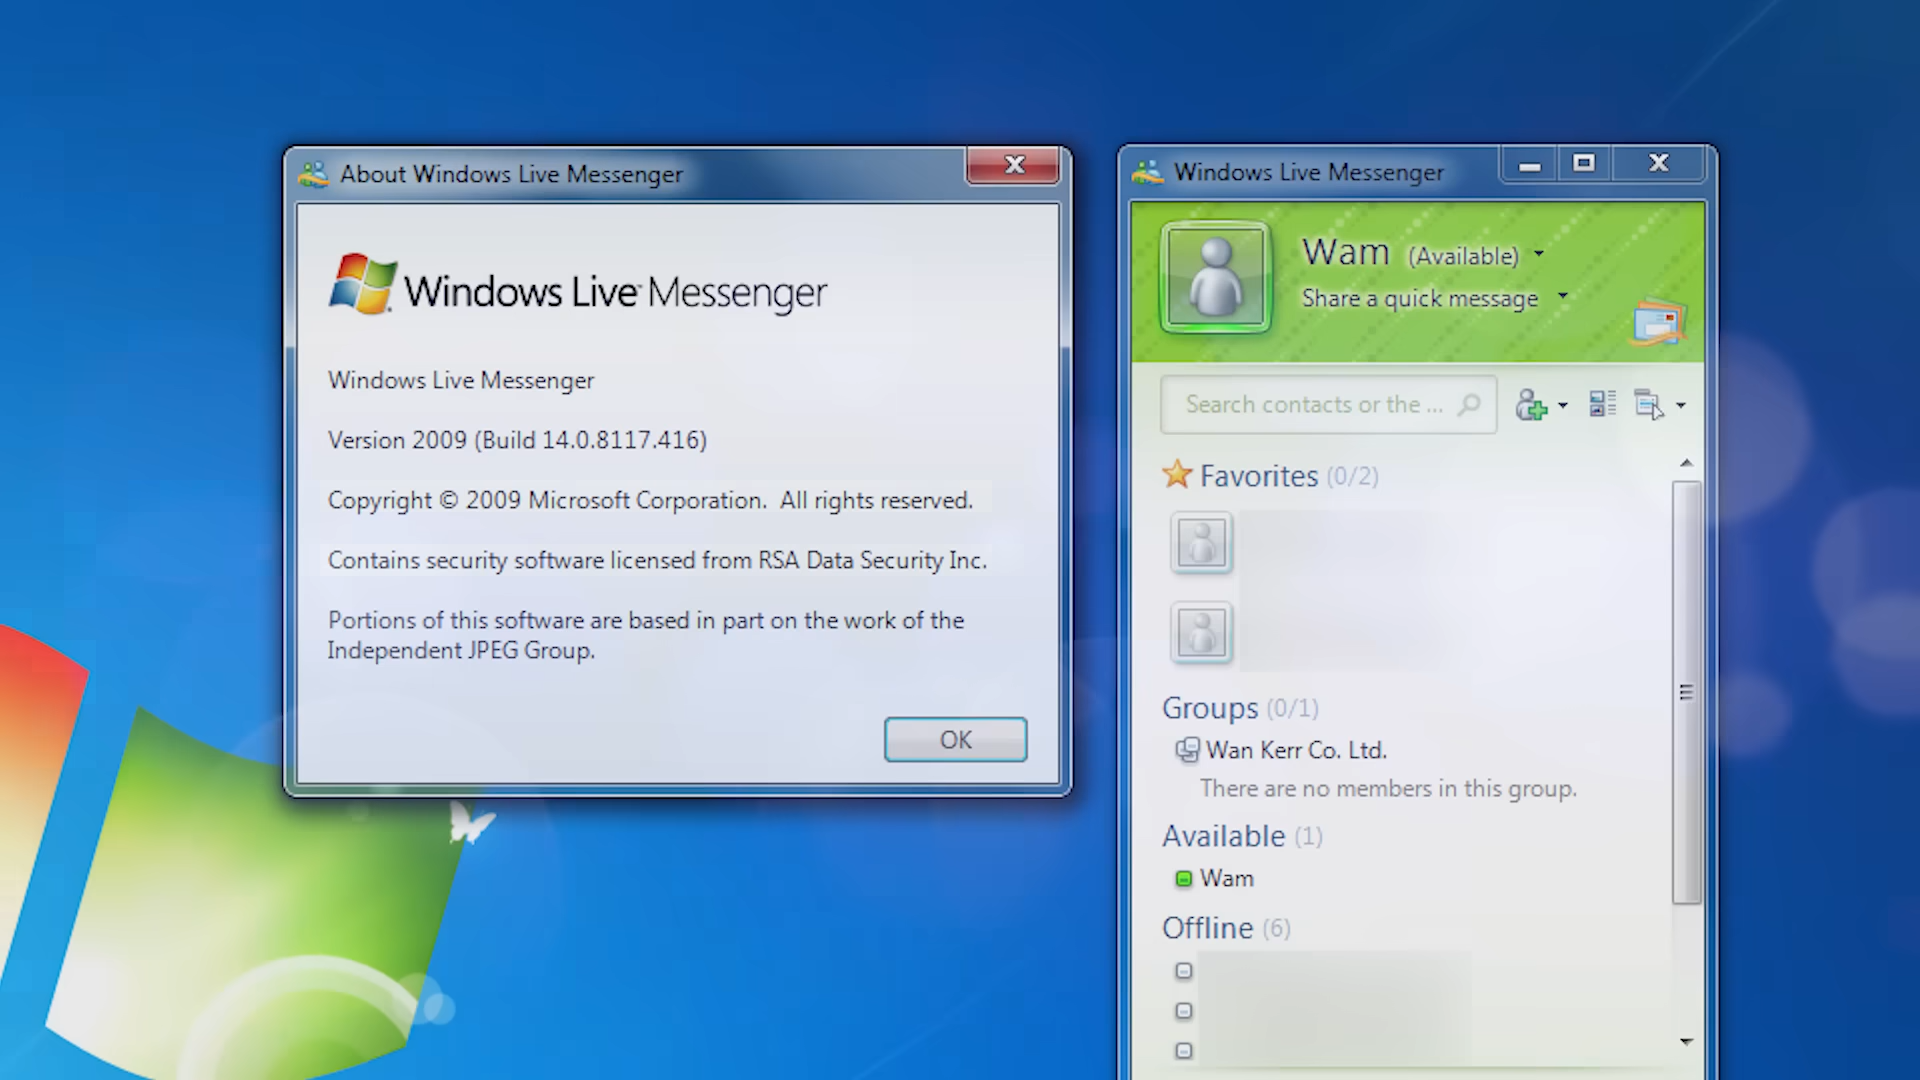 About Windows Live Messenger
Windows Live Messenger
Windows Live Messenger
Version 2009 (Build 14.0.8117.416)
Copyright © 2009 Microsoft Corporation.  All rights reserved.
Contains security software licensed from RSA Data Security Inc.
Portions of this software are based in part on the work of the
Independent JPEG Group.
OK
Windows Live Messenger
Wam (Available)
Share a quick message
Search contacts or the ...
Favorites (0/2)
Groups (0/1)
Wan Kerr Co. Ltd.
There are no members in this group.
Available (1)
Wam
Offline (6)